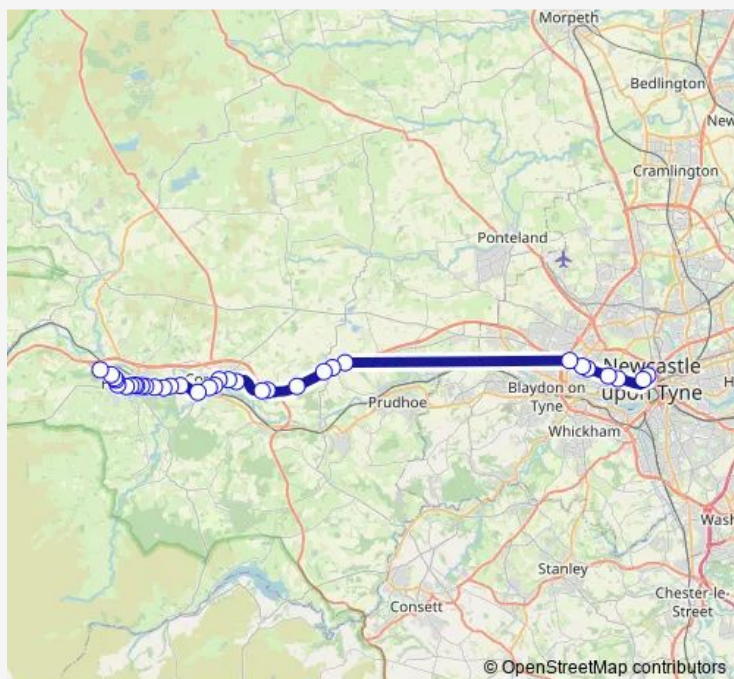 Morpeth
Bedlington
New
Cramlington
Ponteland
Newcastle
upon Tyne
Blaydon on
Tyne
Prudhoe
Whickham
Wash
Stanley
Chester-le-
Street
Consett
© OpenStreetMap contributors